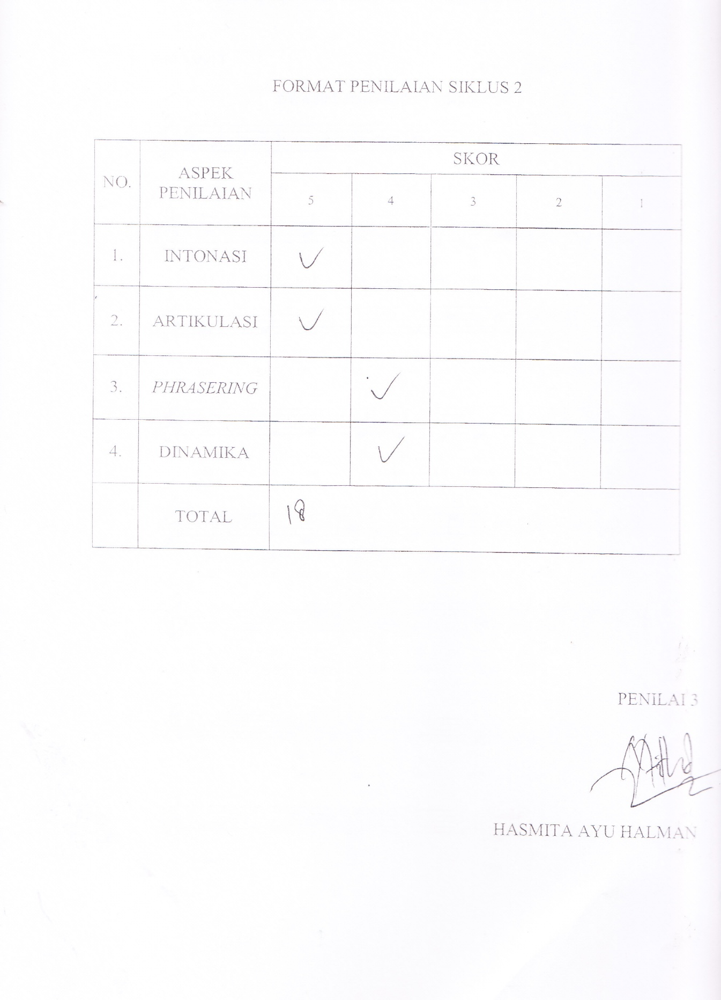 FORMAT PENILAIAN SIKLUS 2
NO. ASPEK PENILAIAN SKOR
5 4 3 2 1
1. INTONASI ✓
2. ARTIKULASI ✓
3. PHRASERING ✓
4. DINAMIKA ✓
TOTAL 18
PENILAI 3
HASMITA AYU HALMAN